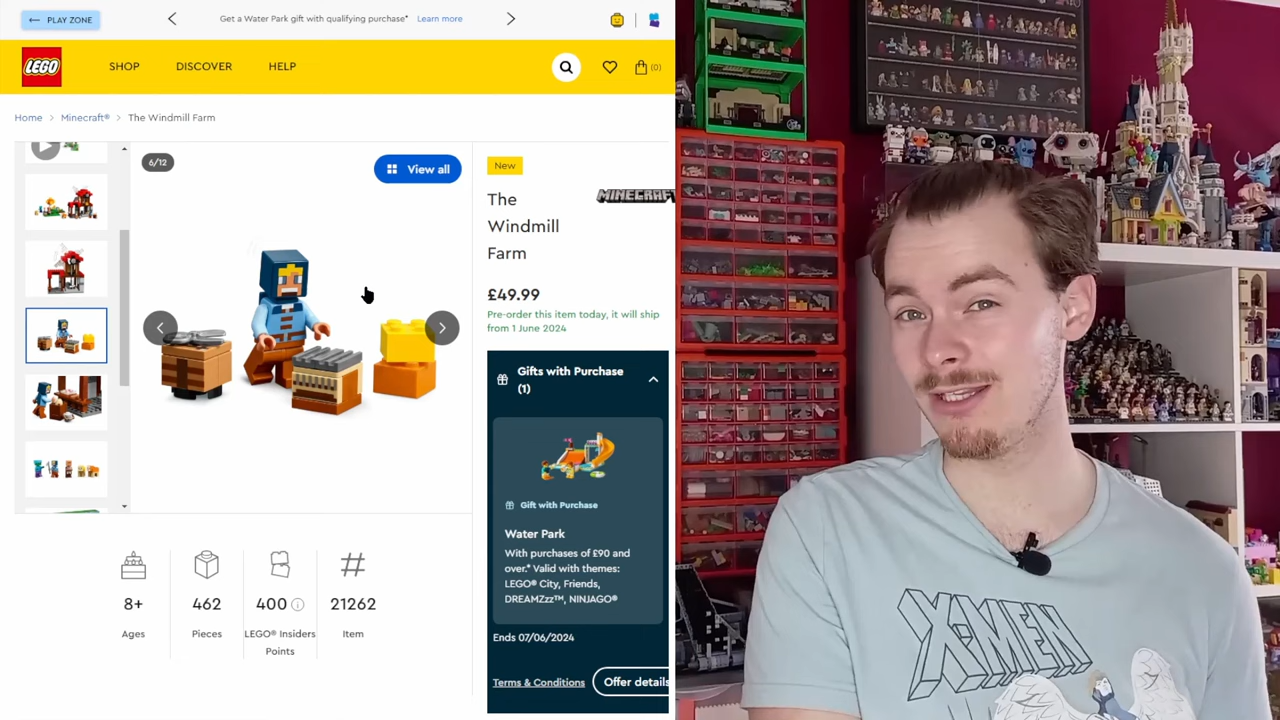 PLAY ZONE
Get a Water Park gift with qualifying purchase* Learn more
LEGO
SHOP
DISCOVER
HELP
(0)
Home > Minecraft® > The Windmill Farm
6/12
View all
New
The
Windmill
Farm
MINECRAFT
£49.99
Pre-order this item today, it will ship
from 1 June 2024
Gifts with Purchase
(1)
Gift with Purchase
Water Park
With purchases of £90 and
over.* Valid with themes:
LEGO® City, Friends,
DREAMZzz™, NINJAGO®
Ends 07/06/2024
Terms & Conditions
Offer details
8+
Ages
462
Pieces
400
LEGO® Insiders
Points
#
21262
Item
X-MEN